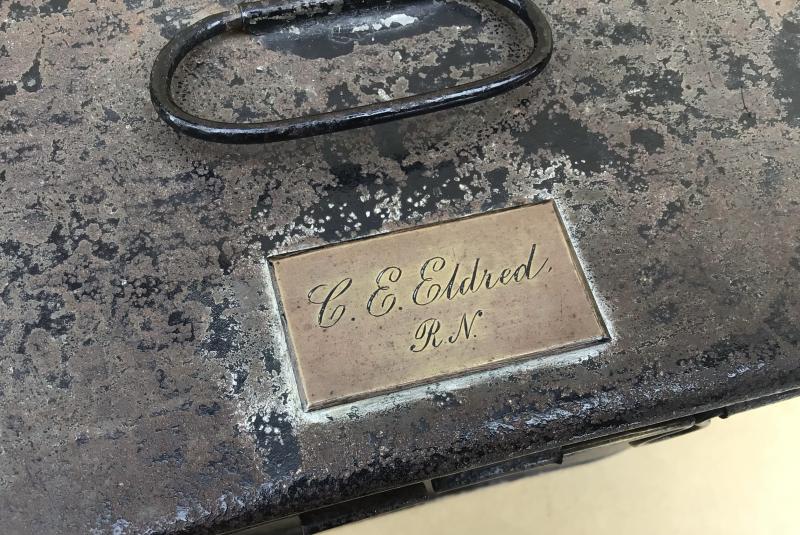 C. E. Eldred,
R.N.